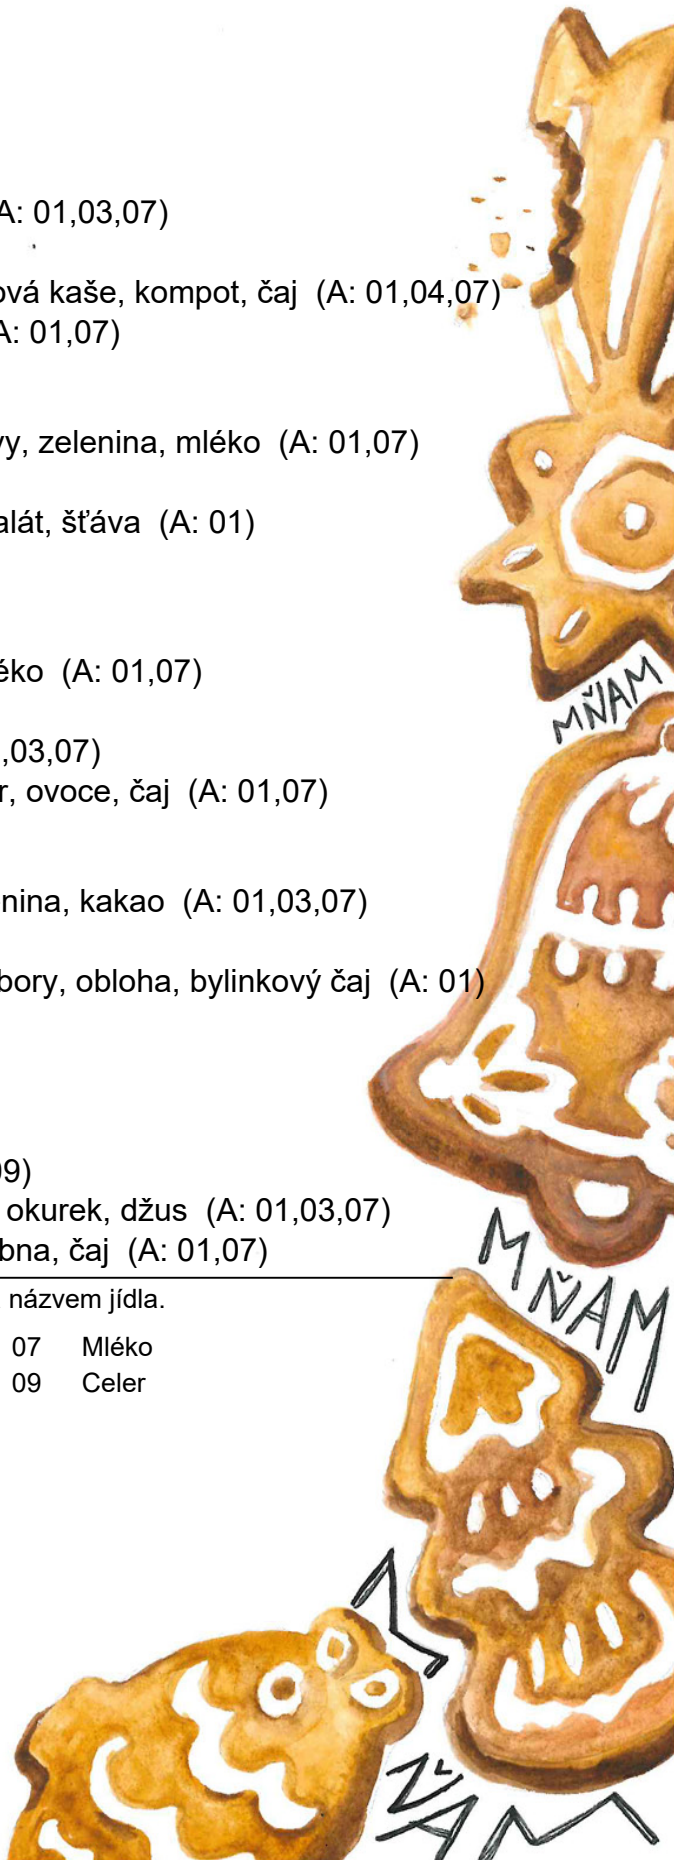 A: 01,03,07)
ová kaše, kompot, čaj (A: 01,04,07)
A: 01,07)
vy, zelenina, mléko (A: 01,07)
alát, šťáva (A: 01)
éko (A: 01,07)
,03,07)
r, ovoce, čaj (A: 01,07)
nina, kakao (A: 01,03,07)
bory, obloha, bylinkový čaj (A: 01)
09)
okurek, džus (A: 01,03,07)
bna, čaj (A: 01,07)
názvem jídla.
07 Mléko
09 Celer
MŇAM
MŇAM
MŇAM